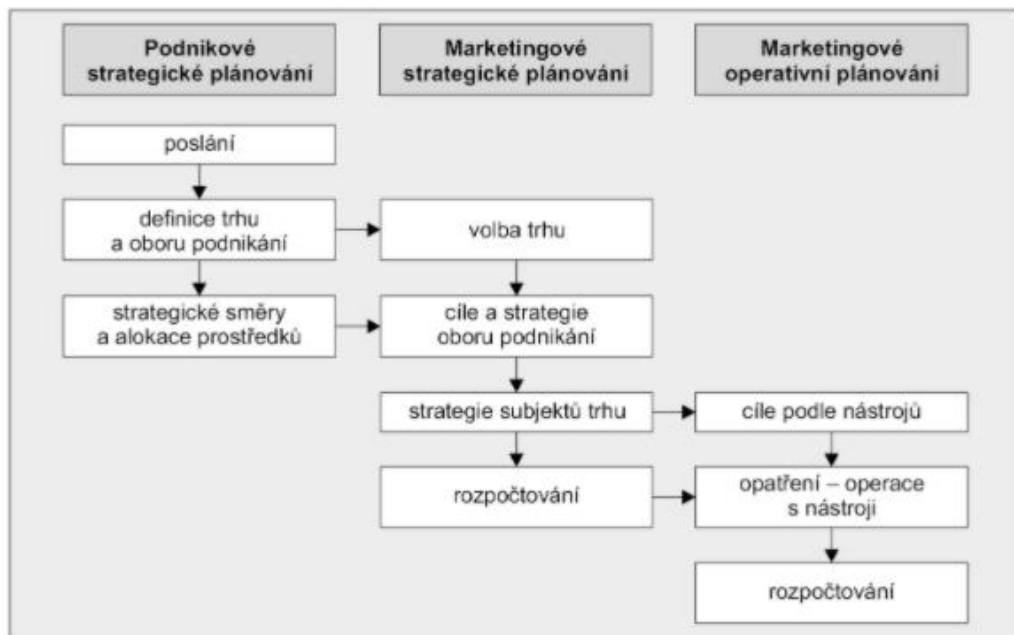 Podnikové
strategické plánování
Marketingové
strategické plánování
Marketingové
operativní plánování
poslání
definice trhu
a oboru podnikání
volba trhu
strategické směry
a alokace prostředků
cíle a strategie
oboru podnikání
strategie subjektů trhu
cíle podle nástrojů
rozpočtování
opatření – operace
s nástroji
rozpočtování